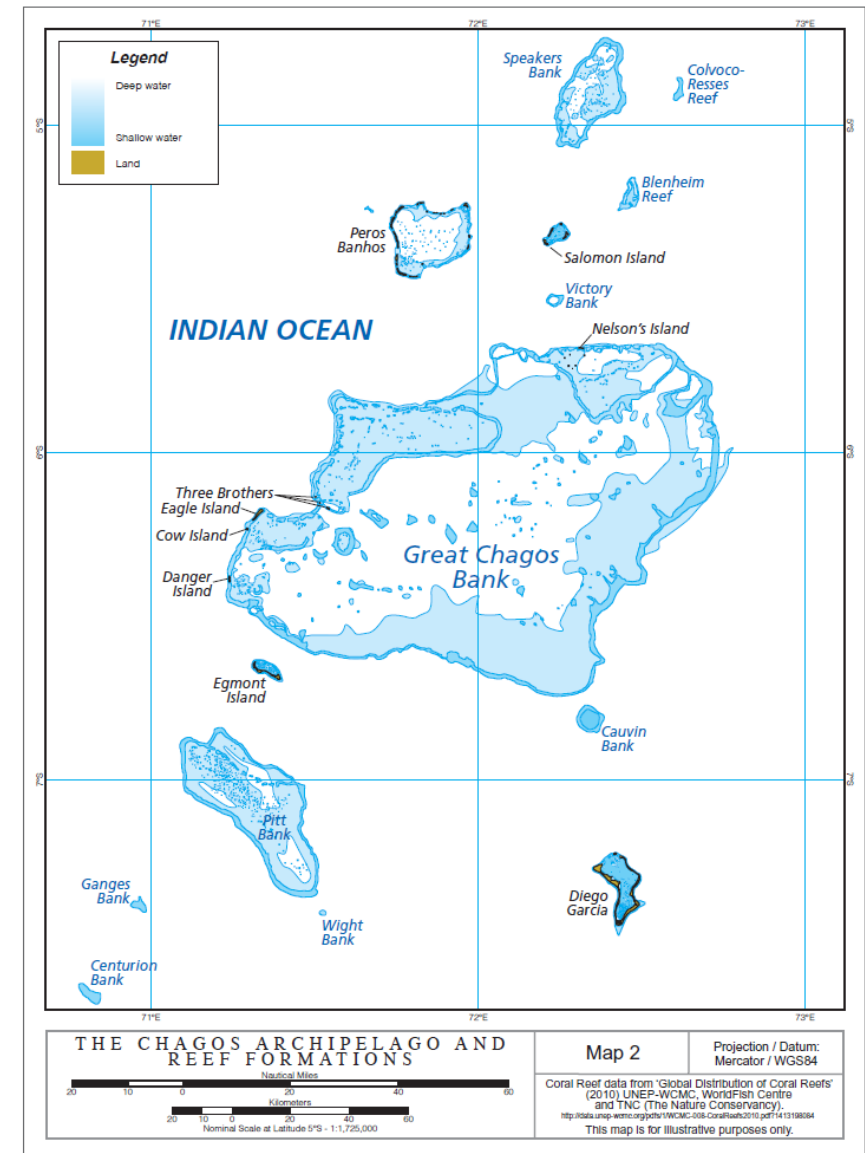 71°E
72°E
73°E
Legend
Deep water
Shallow water
Land
Speakers
Bank
Colvoco-
Resses
Reef
5°S
5°S
Blenheim
Reef
Peros
Banhos
Salomon Island
Victory
Bank
INDIAN OCEAN
Nelson's Island
6°S
6°S
Three Brothers
Eagle Island
Cow Island
Great Chagos
Bank
Danger
Island
Egmont
Island
Cauvin
Bank
7°S
7°S
Pitt
Bank
Ganges
Bank
Diego
Garcia
Wight
Bank
Centurion
Bank
71°E
72°E
73°E
THE CHAGOS ARCHIPELAGO AND
REEF FORMATIONS
Nautical Miles
20 10 0 20 40 60
Kilometers
20 10 0 20 40 60
Nominal Scale at Latitude 5°S - 1:1,725,000
Map 2
Projection / Datum:
Mercator / WGS84
Coral Reef data from 'Global Distribution of Coral Reefs'
(2010) UNEP-WCMC, WorldFish Centre
and TNC (The Nature Conservancy).
This map is for illustrative purposes only.